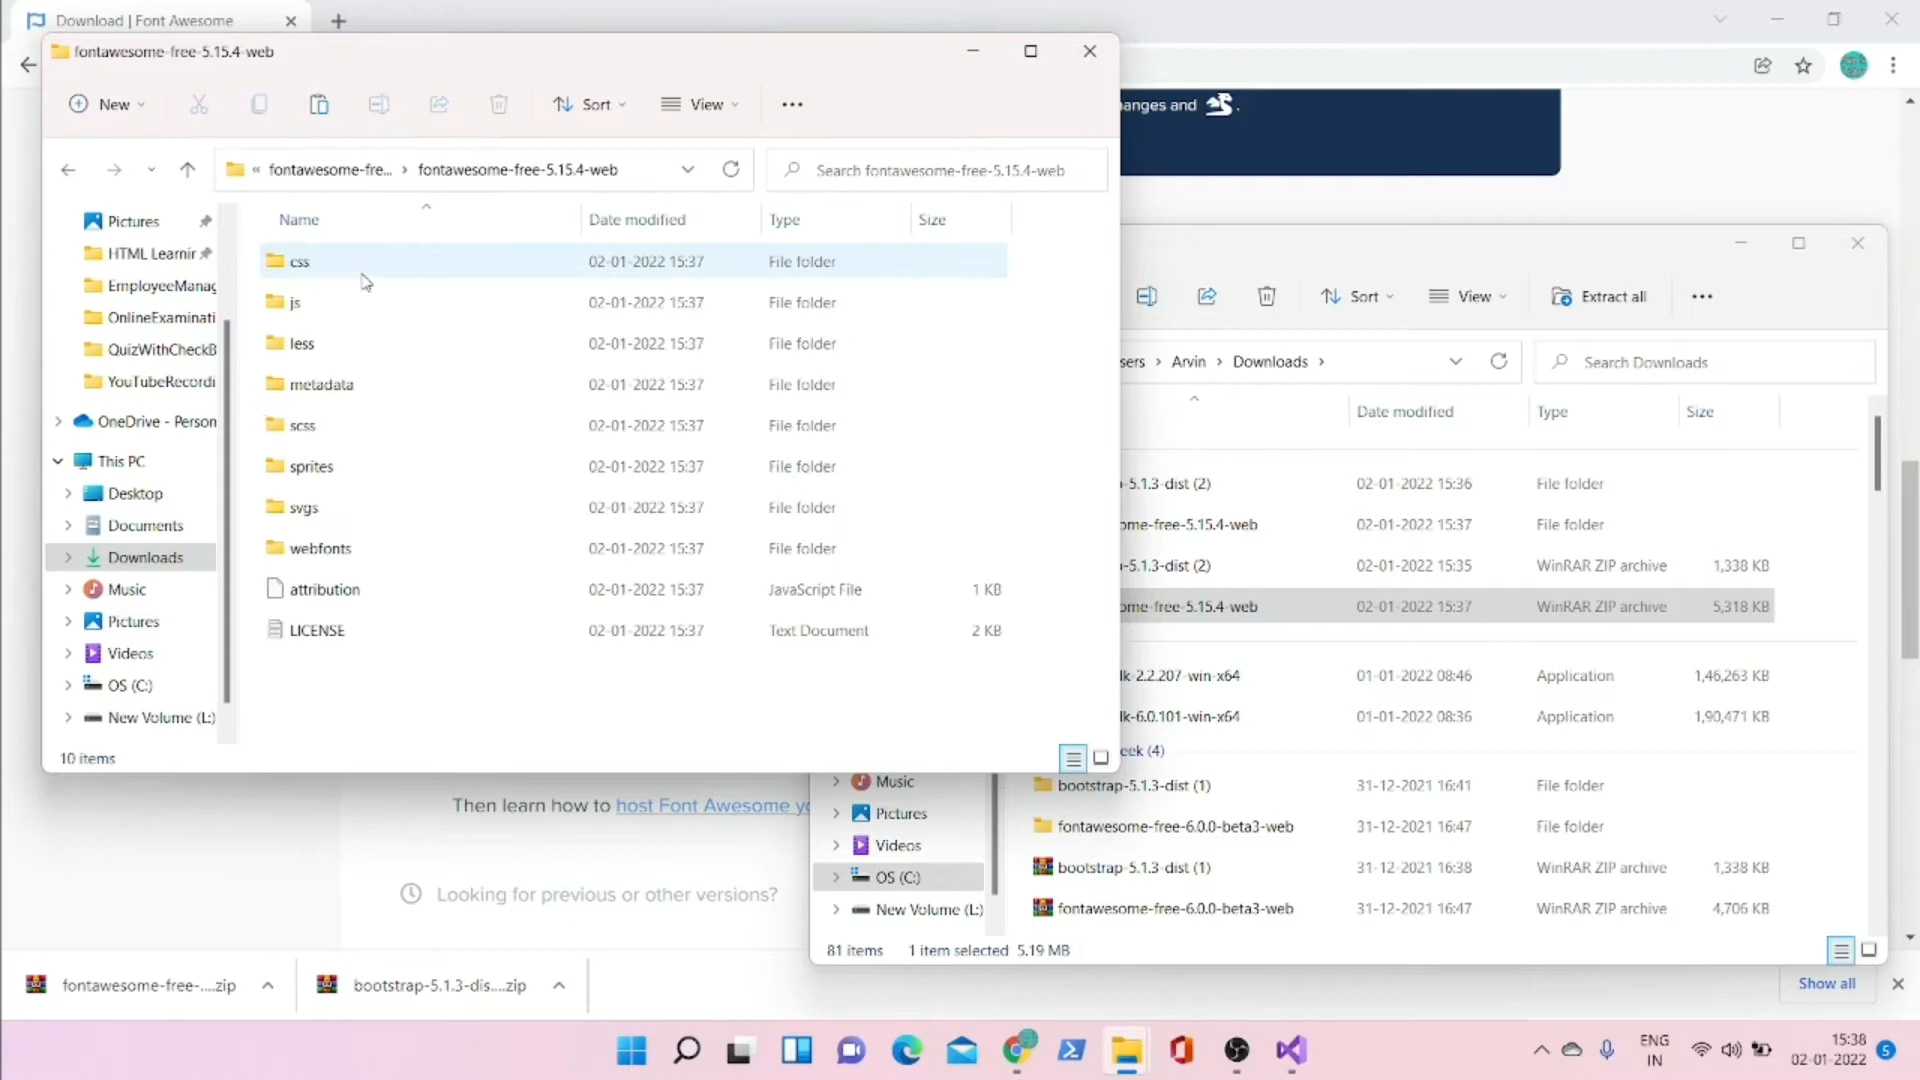 Download | Font Awesome
fontawesome-free-5.15.4-web
New
Sort
View
« fontawesome-fre... › fontawesome-free-5.15.4-web
Search fontawesome-free-5.15.4-web
Name
Date modified
Type
Size
Pictures
HTML Learnir
EmployeeManag
OnlineExaminati
QuizWithCheckB
YouTubeRecordi
OneDrive - Person
This PC
Desktop
Documents
Downloads
Music
Pictures
Videos
OS (C:)
New Volume (L:)
css 02-01-2022 15:37 File folder
js 02-01-2022 15:37 File folder
less 02-01-2022 15:37 File folder
metadata 02-01-2022 15:37 File folder
scss 02-01-2022 15:37 File folder
sprites 02-01-2022 15:37 File folder
svgs 02-01-2022 15:37 File folder
webfonts 02-01-2022 15:37 File folder
attribution 02-01-2022 15:37 JavaScript File 1 KB
LICENSE 02-01-2022 15:37 Text Document 2 KB
10 items
anges and .
Sort
View
Extract all
sers › Arvin › Downloads ›
Search Downloads
Date modified
Type
Size
-5.1.3-dist (2) 02-01-2022 15:36 File folder
ome-free-5.15.4-web 02-01-2022 15:37 File folder
-5.1.3-dist (2) 02-01-2022 15:35 WinRAR ZIP archive 1,338 KB
ome-free-5.15.4-web 02-01-2022 15:37 WinRAR ZIP archive 5,318 KB
lk-2.2.207-win-x64 01-01-2022 08:46 Application 1,46,263 KB
lk-6.0.101-win-x64 01-01-2022 08:36 Application 1,90,471 KB
eek (4)
bootstrap-5.1.3-dist (1) 31-12-2021 16:41 File folder
fontawesome-free-6.0.0-beta3-web 31-12-2021 16:47 File folder
bootstrap-5.1.3-dist (1) 31-12-2021 16:38 WinRAR ZIP archive 1,338 KB
fontawesome-free-6.0.0-beta3-web 31-12-2021 16:47 WinRAR ZIP archive 4,706 KB
Music
Pictures
Videos
OS (C:)
New Volume (L:)
81 items 1 item selected 5.19 MB
Then learn how to host Font Awesome yo
Looking for previous or other versions?
fontawesome-free-....zip
bootstrap-5.1.3-dis....zip
Show all
ENG
IN
15:38
02-01-2022
5